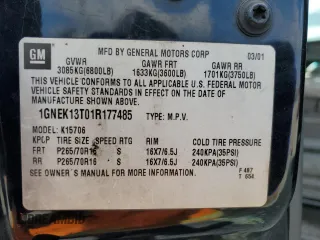 GM
MFD BY GENERAL MOTORS CORP
03/01
GVWR GAWR FRT GAWR RR
3085KG(6800LB) 1633KG(3600LB) 1701KG(3750LB)
THIS VEHICLE CONFORMS TO ALL APPLICABLE U.S. FEDERAL MOTOR
VEHICLE SAFETY STANDARDS IN EFFECT ON THE DATE OF
MANUFACTURE SHOWN ABOVE.
1GNEK13T01R177485 TYPE: M.P.V.
MODEL: K15706
TIRE SIZE SPEED RTG RIM COLD TIRE PRESSURE
FRT P265/70R16 S 16X7/6.5J 240KPA(35PSI)
RR P265/70R16 S 16X7/6.5J 240KPA(35PSI)
SEE OWNER'S MANUAL FOR MORE INFORMATION.